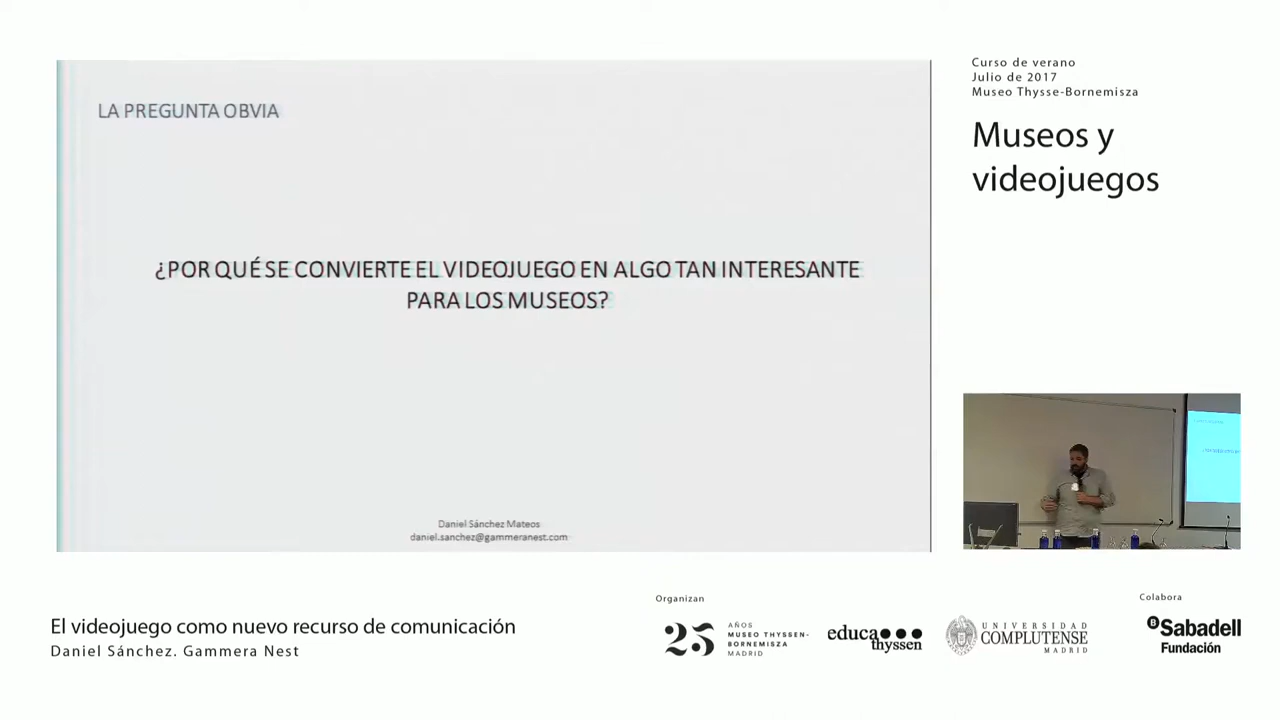 LA PREGUNTA OBVIA
¿POR QUÉ SE CONVIERTE EL VIDEOJUEGO EN ALGO TAN INTERESANTE
PARA LOS MUSEOS?
Daniel Sánchez Mateos
daniel.sanchez@gammeranest.com
Curso de verano
Julio de 2017
Museo Thysse-Bornemisza
Museos y
videojuegos
El videojuego como nuevo recurso de comunicación
Daniel Sánchez. Gammera Nest
Organizan
25
AÑOS
MUSEO THYSSEN-
BORNEMISZA
MADRID
educa
thyssen
UNIVERSIDAD
COMPLUTENSE
MADRID
Colabora
B Sabadell
Fundación